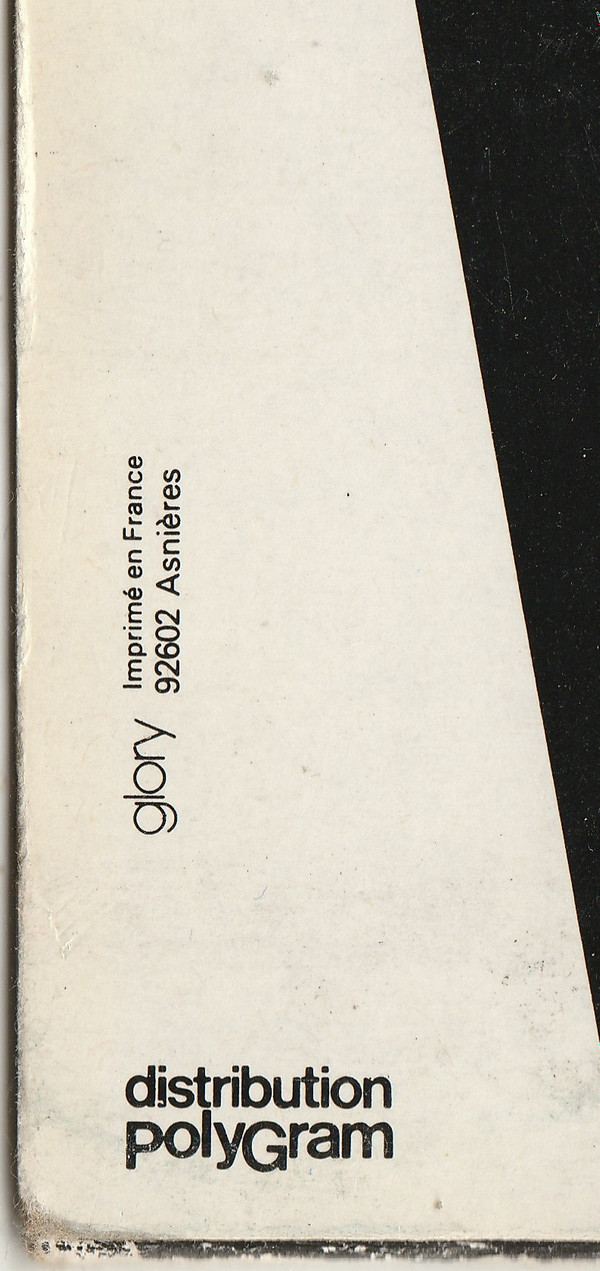 glory Imprimé en France
92602 Asnières
distribution
polyGram